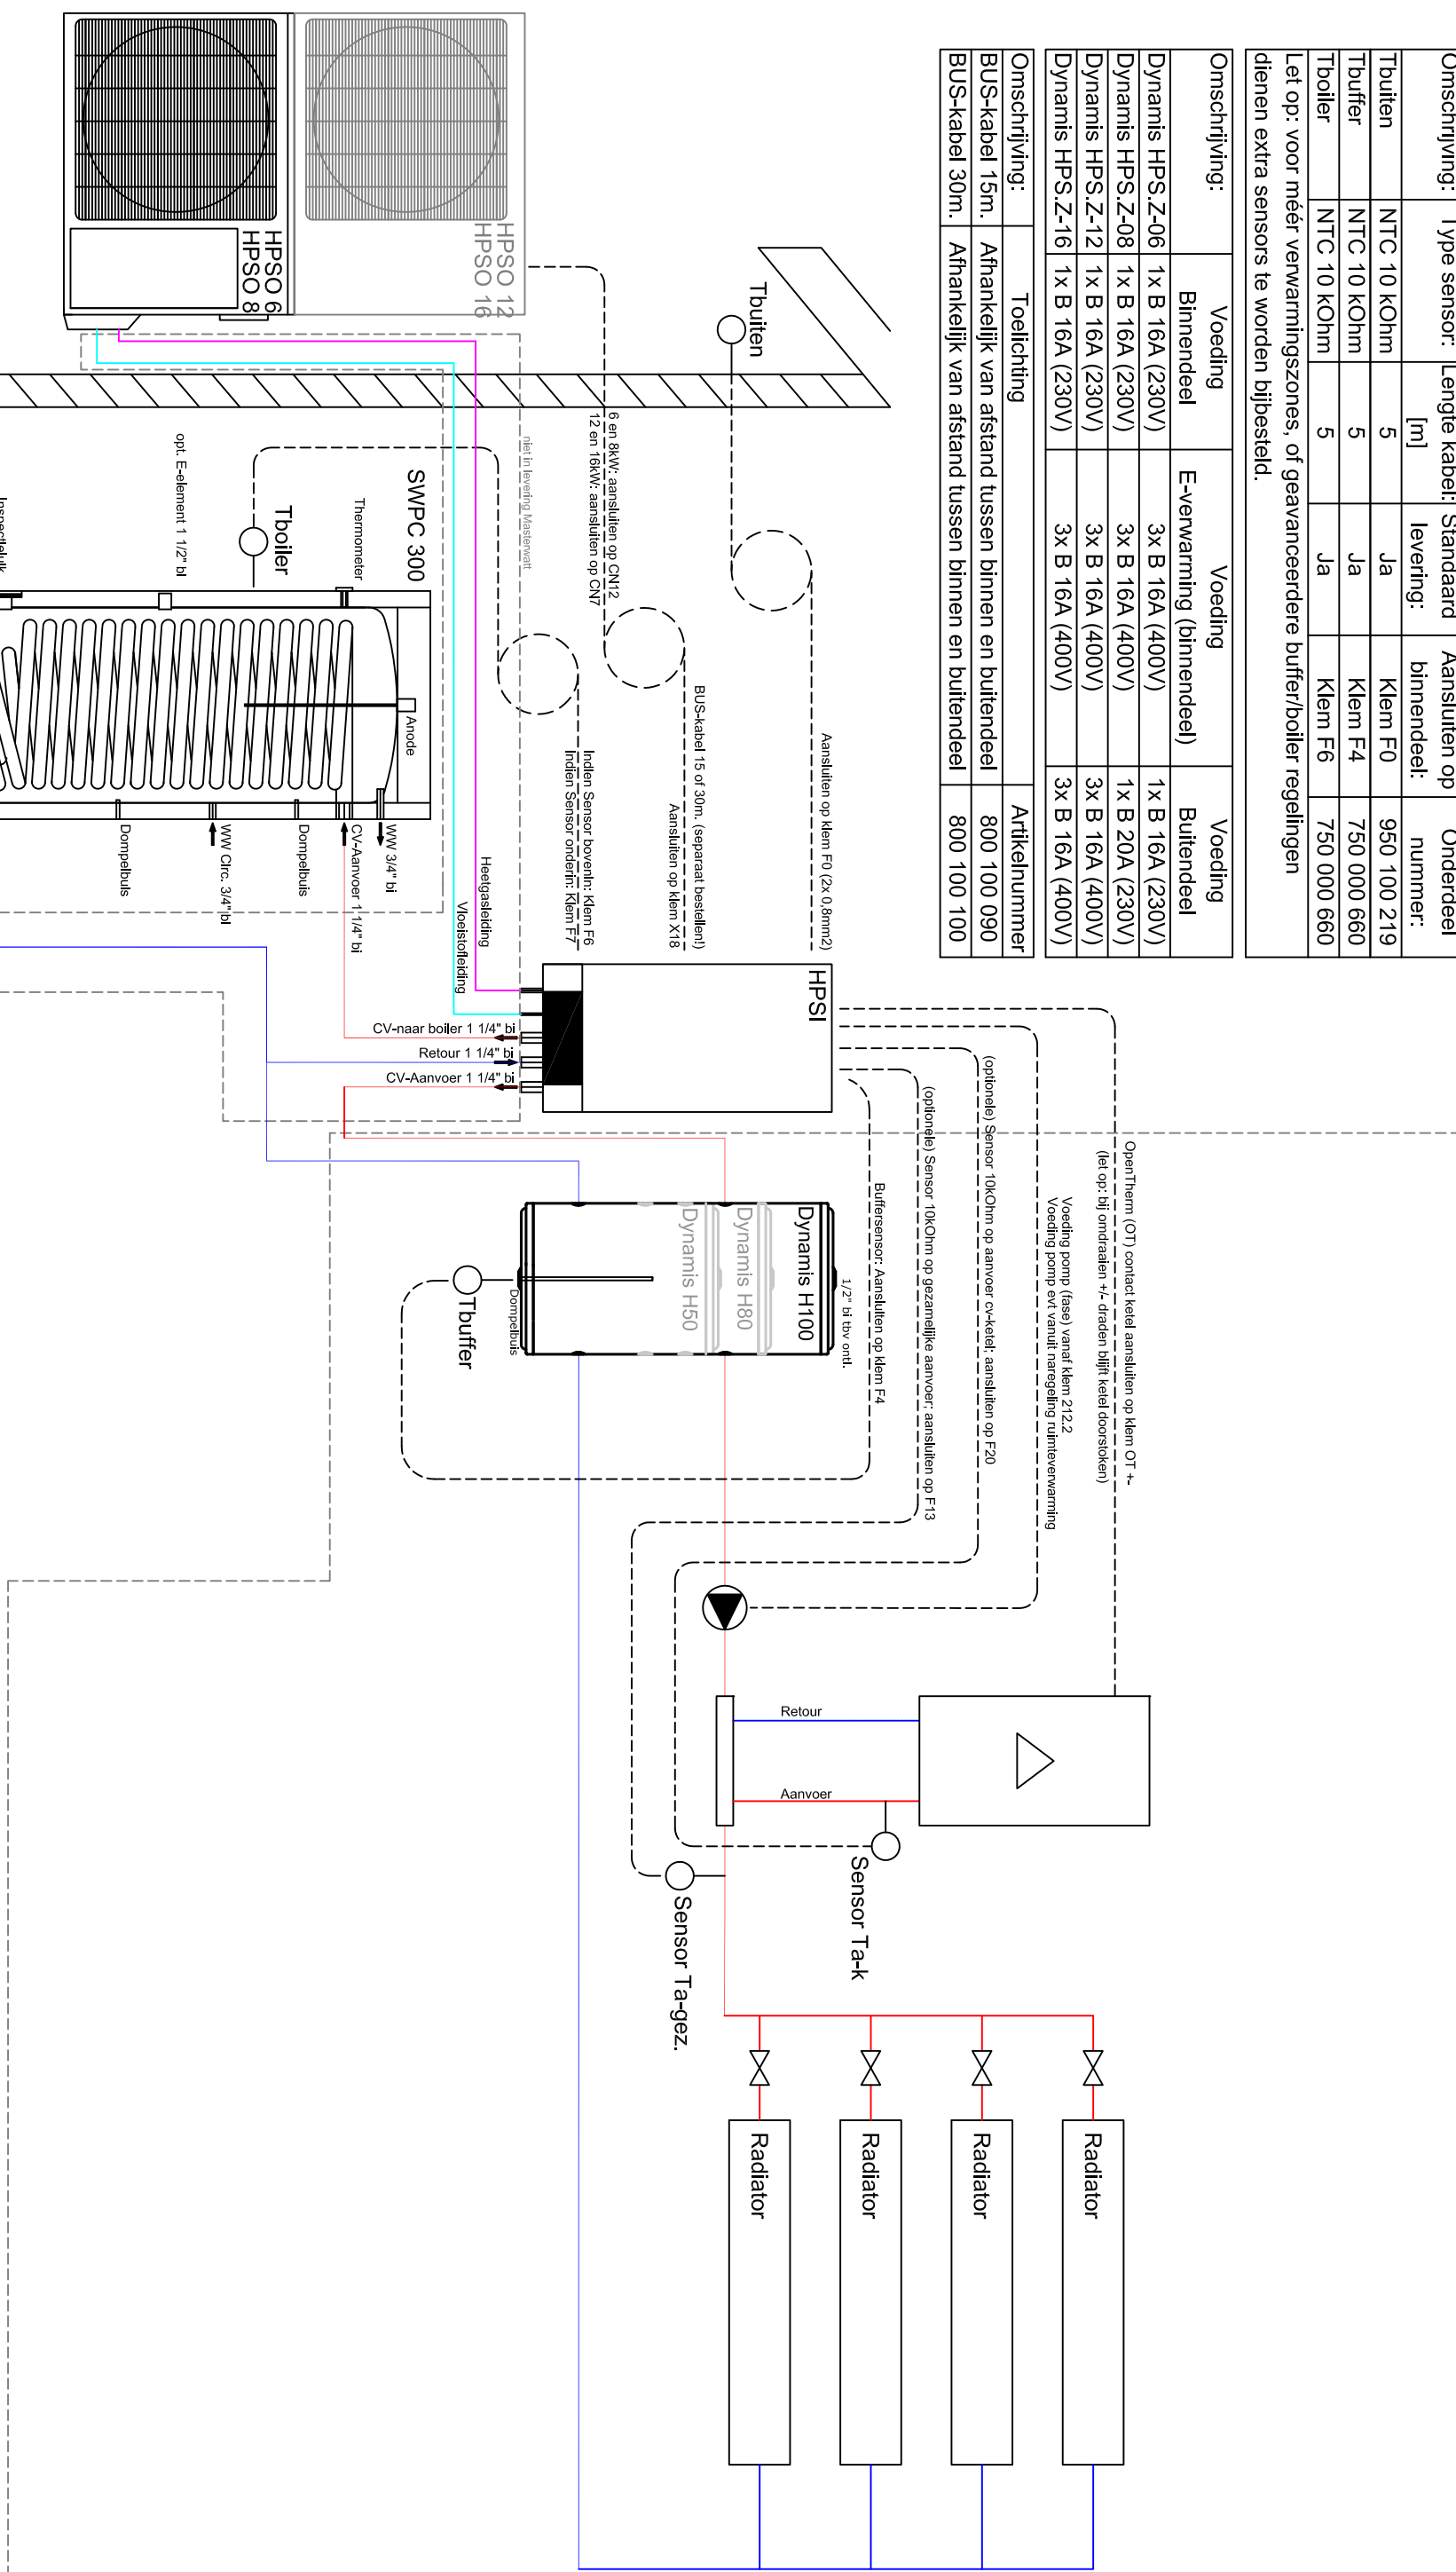 Omschrijving: Type sensor: Lengte kabel: Standaard Aansluiten op Onderdeel
[m] levering: binnendeel: nummer:
Tbuiten NTC 10 kOhm 5 Ja Klem F0 950 100 219
Tbuffer NTC 10 kOhm 5 Ja Klem F4 750 000 660
Tboiler NTC 10 kOhm 5 Ja Klem F6 750 000 660
Let op: voor méér verwarmingszones, of geavanceerdere buffer/boiler regelingen
dienen extra sensors te worden bijbesteld.
Omschrijving: Voeding Voeding Voeding
Binnendeel E-verwarming (binnendeel) Buitendeel
Dynamis HPS.Z-06 1x B 16A (230V) 3x B 16A (400V) 1x B 16A (230V)
Dynamis HPS.Z-08 1x B 16A (230V) 3x B 16A (400V) 1x B 20A (230V)
Dynamis HPS.Z-12 1x B 16A (230V) 3x B 16A (400V) 3x B 16A (400V)
Dynamis HPS.Z-16 1x B 16A (230V) 3x B 16A (400V) 3x B 16A (400V)
Omschrijving: Toelichting Artikelnummer
BUS-kabel 15m. Afhankelijk van afstand tussen binnen en buitendeel 800 100 090
BUS-kabel 30m. Afhankelijk van afstand tussen binnen en buitendeel 800 100 100
HPSO 12
HPSO 16
HPSO 6
HPSO 8
Tbuiten
Aansluiten op klem F0 (2x 0,8mm2)
6 en 8kW: aansluiten op CN12
12 en 16kW: aansluiten op CN7
BUS-kabel 15 of 30m. (separaat bestellen!)
Aansluiten op klem X18
niet in levering Masterwatt
Indien Sensor bovenin: Klem F6
Indien Sensor onderin: Klem F7
Heetgasleiding
Vloeistofleiding
SWPC 300
Thermometer
Tboiler
opt. E-element 1 1/2" bi
Inspectieluik
Anode
WW 3/4" bi
CV-Aanvoer 1 1/4" bi
Dompelbuis
WW Circ. 3/4" bi
Dompelbuis
HPSI
CV-naar boiler 1 1/4" bi
Retour 1 1/4" bi
CV-Aanvoer 1 1/4" bi
OpenTherm (OT) contact ketel aansluiten op klem OT +-
(let op: bij omdraaien +/- draden blijft ketel doorstoken)
Voeding pomp (fase) vanaf klem 212.2
Voeding pomp evt vanuit naregeling ruimteverwarming
(optionele) Sensor 10kOhm op aanvoer cv-ketel; aansluiten op F20
(optionele) Sensor 10kOhm op gezamelijke aanvoer; aansluiten op F13
Buffersensor: Aansluiten op klem F4
1/2" bi tbv ontl.
Dynamis H100
Dynamis H80
Dynamis H50
Dompelbuis
Tbuffer
Retour
Aanvoer
Sensor Ta-k
Sensor Ta-gez.
Radiator
Radiator
Radiator
Radiator